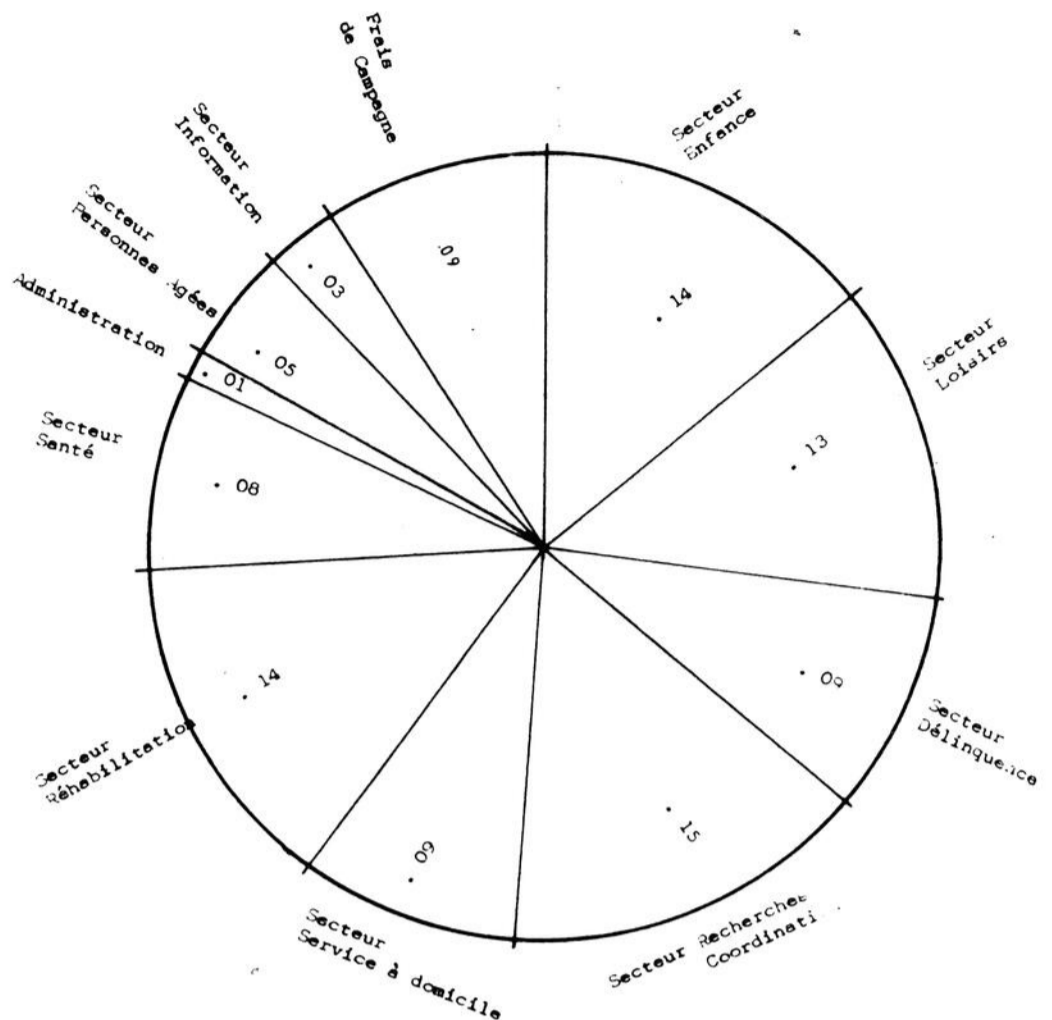 Frais
de Campagne
.09
Secteur
Enfance
.14
Secteur
Loisirs
.13
Secteur
Délinquence
.09
Secteur Recherches
.15
Secteur
Service à domicile
.09
Secteur
Réhabilitation
.14
Secteur
Santé
.08
Administration
.01
Secteur
Personnes Agées
.05
Secteur
Information
.03